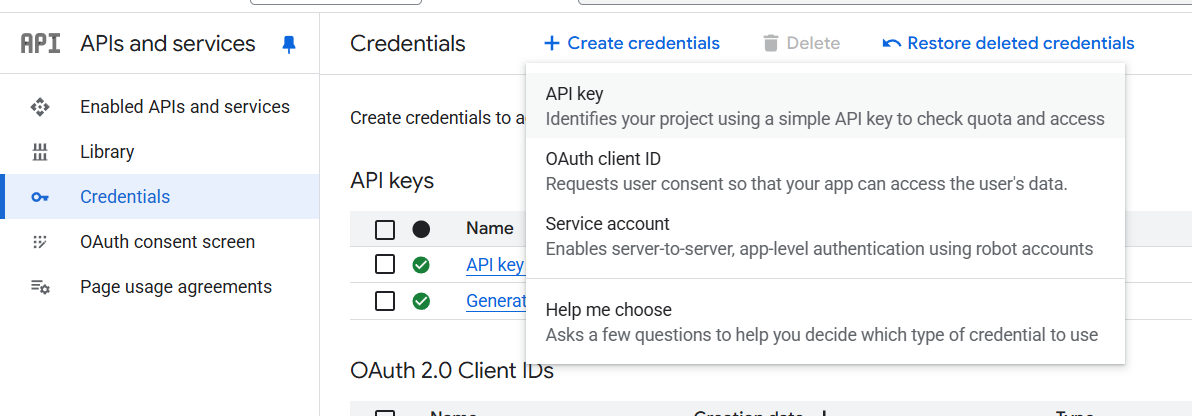 API APIs and services
Credentials
Create credentials
Delete
Restore deleted credentials
Enabled APIs and services
Library
Credentials
OAuth consent screen
Page usage agreements
Create credentials to a
API key
Identifies your project using a simple API key to check quota and access
OAuth client ID
Requests user consent so that your app can access the user's data.
Service account
Enables server-to-server, app-level authentication using robot accounts
Help me choose
Asks a few questions to help you decide which type of credential to use
API keys
Name
API key
Generat
OAuth 2.0 Client IDs
Name
Creation date
Type